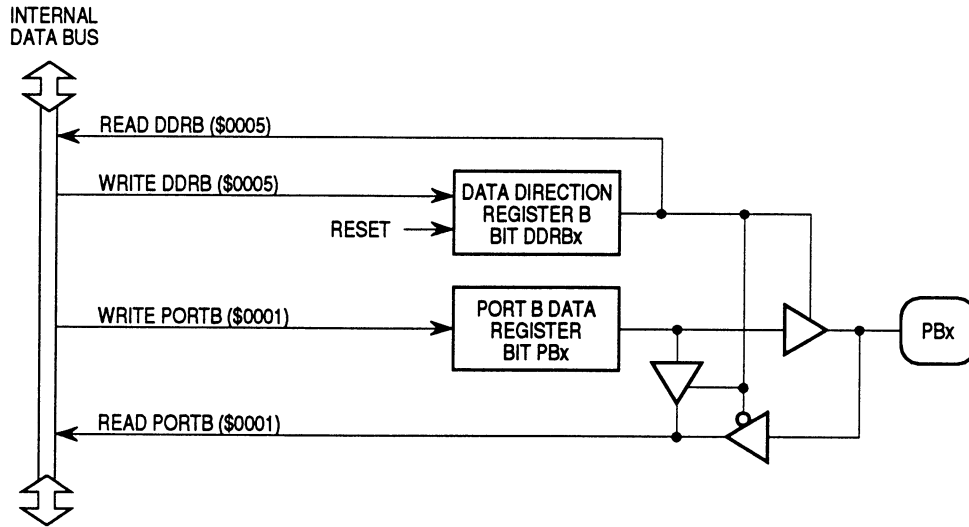 INTERNAL
DATA BUS
READ DDRB ($0005)
WRITE DDRB ($0005)
RESET
DATA DIRECTION
REGISTER B
BIT DDRBx
WRITE PORTB ($0001)
PORT B DATA
REGISTER
BIT PBx
PBx
READ PORTB ($0001)